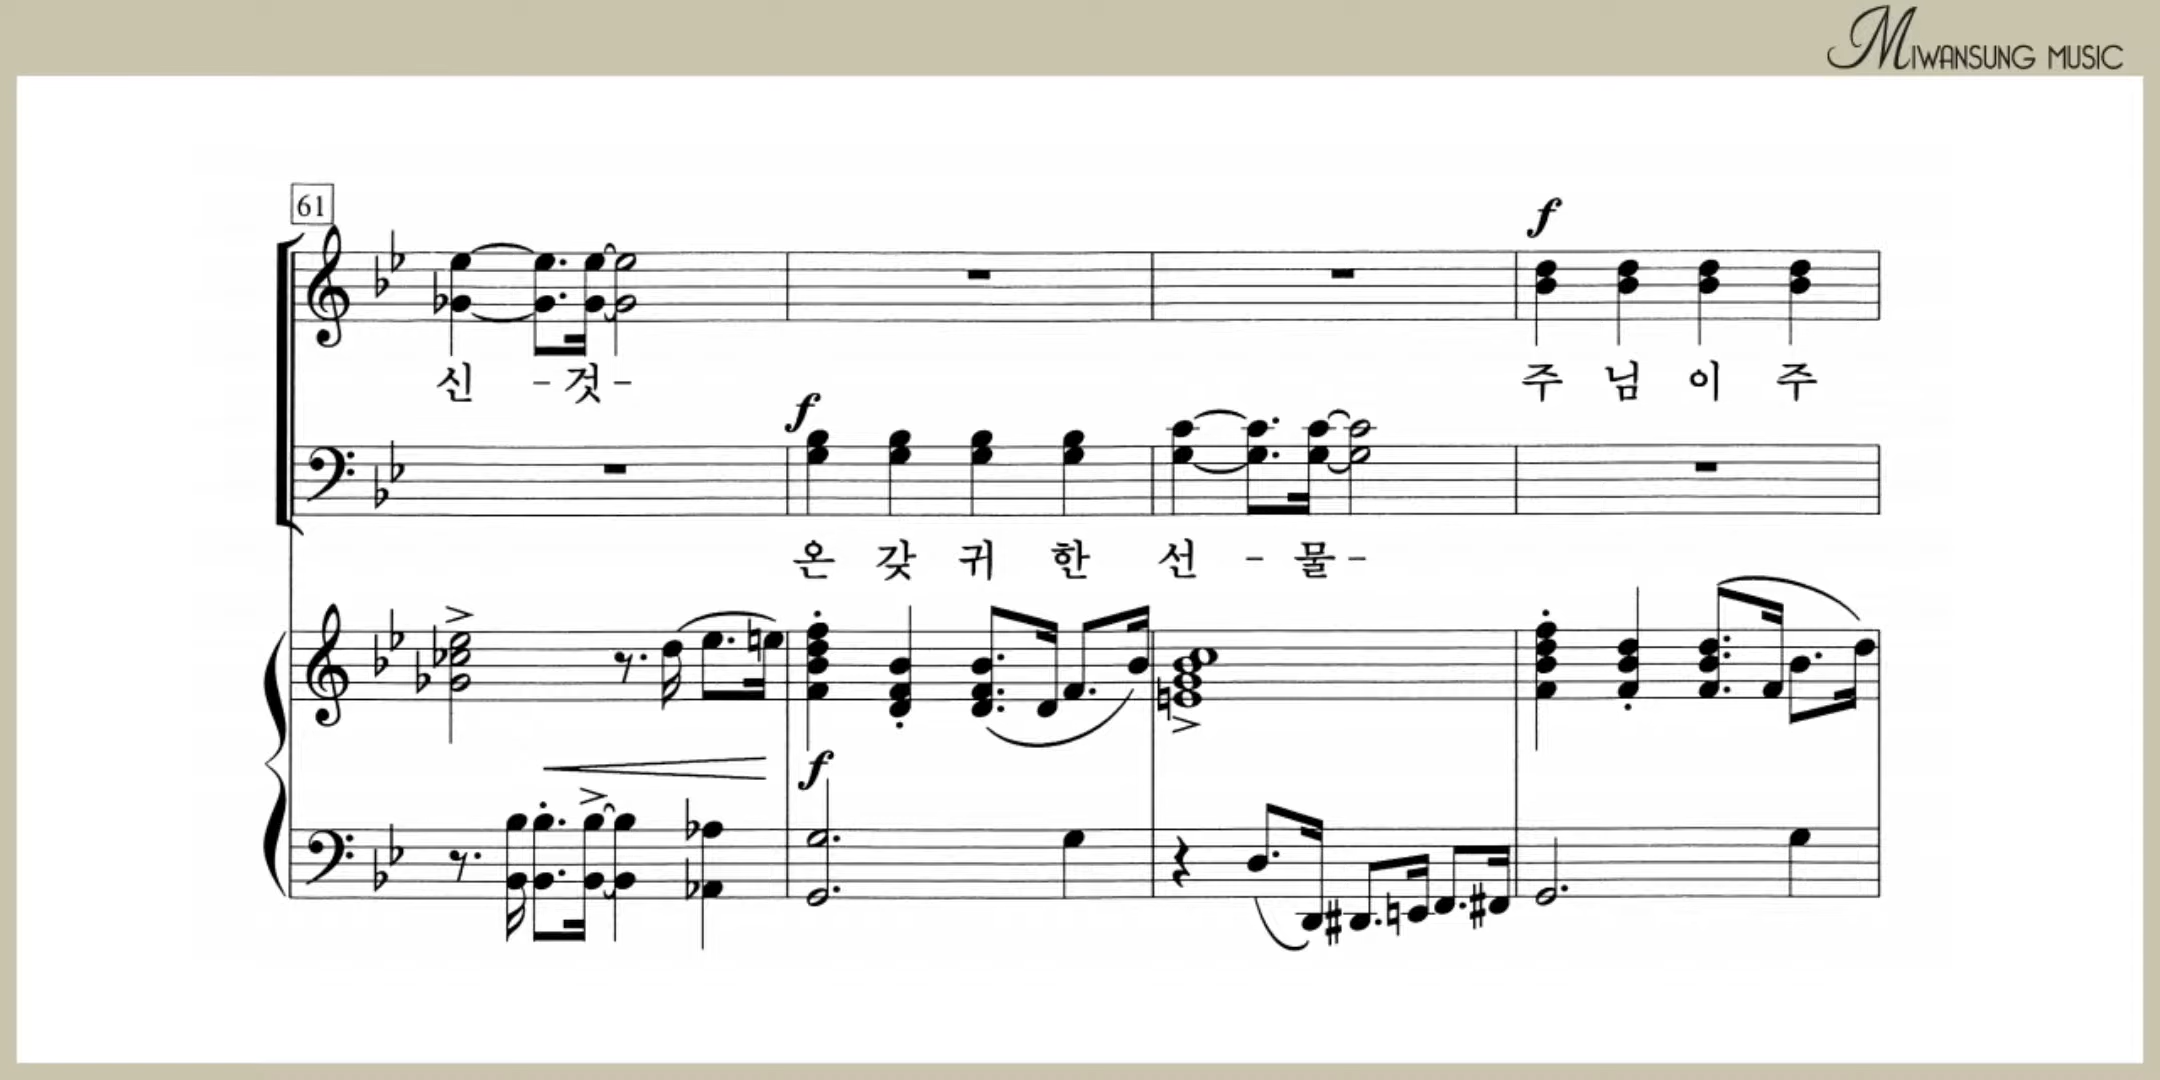 MIWANSUNG MUSIC
61
f
신 - 것 -
주 님 이 주
f
온 갖 귀 한 선 - 물 -
f